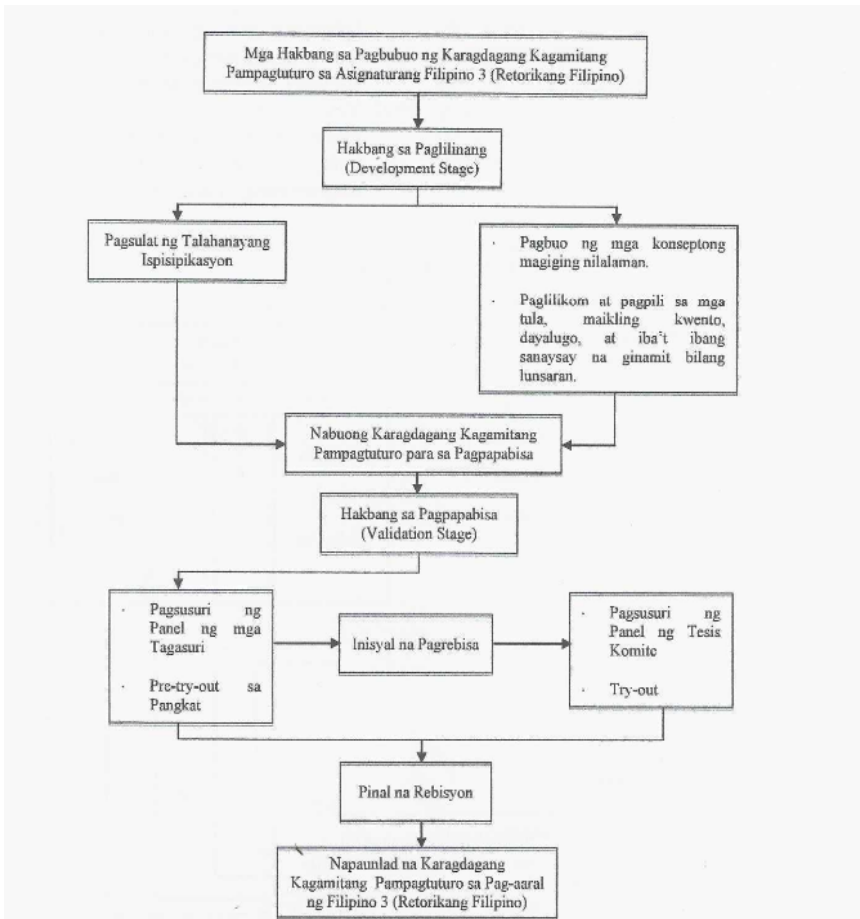 Mga Hakbang sa Pagbubuo ng Karagdagang Kagamitang
Pampagtuturo sa Asignaturang Filipino 3 (Retorikang Filipino)
Hakbang sa Paglilinang
(Development Stage)
Pagsulat ng Talahanayang
Ispisipikasyon
· Pagbuo ng mga konseptong
magiging nilalaman.
· Paglilikom at pagpili sa mga
tula, maikling kwento,
dayalugo, at iba't ibang
sanaysay na ginamit bilang
lunsaran.
Nabuong Karagdagang Kagamitang
Pampagtuturo para sa Pagpapabisa
Hakbang sa Pagpapabisa
(Validation Stage)
· Pagsusuri ng
Panel ng mga
Tagasuri
· Pre-try-out sa
Pangkat
Inisyal na Pagrebisa
· Pagsusuri ng
Panel ng Tesis
Komite
· Try-out
Pinal na Rebisyon
Napaunlad na Karagdagang
Kagamitang Pampagtuturo sa Pag-aaral
ng Filipino 3 (Retorikang Filipino)